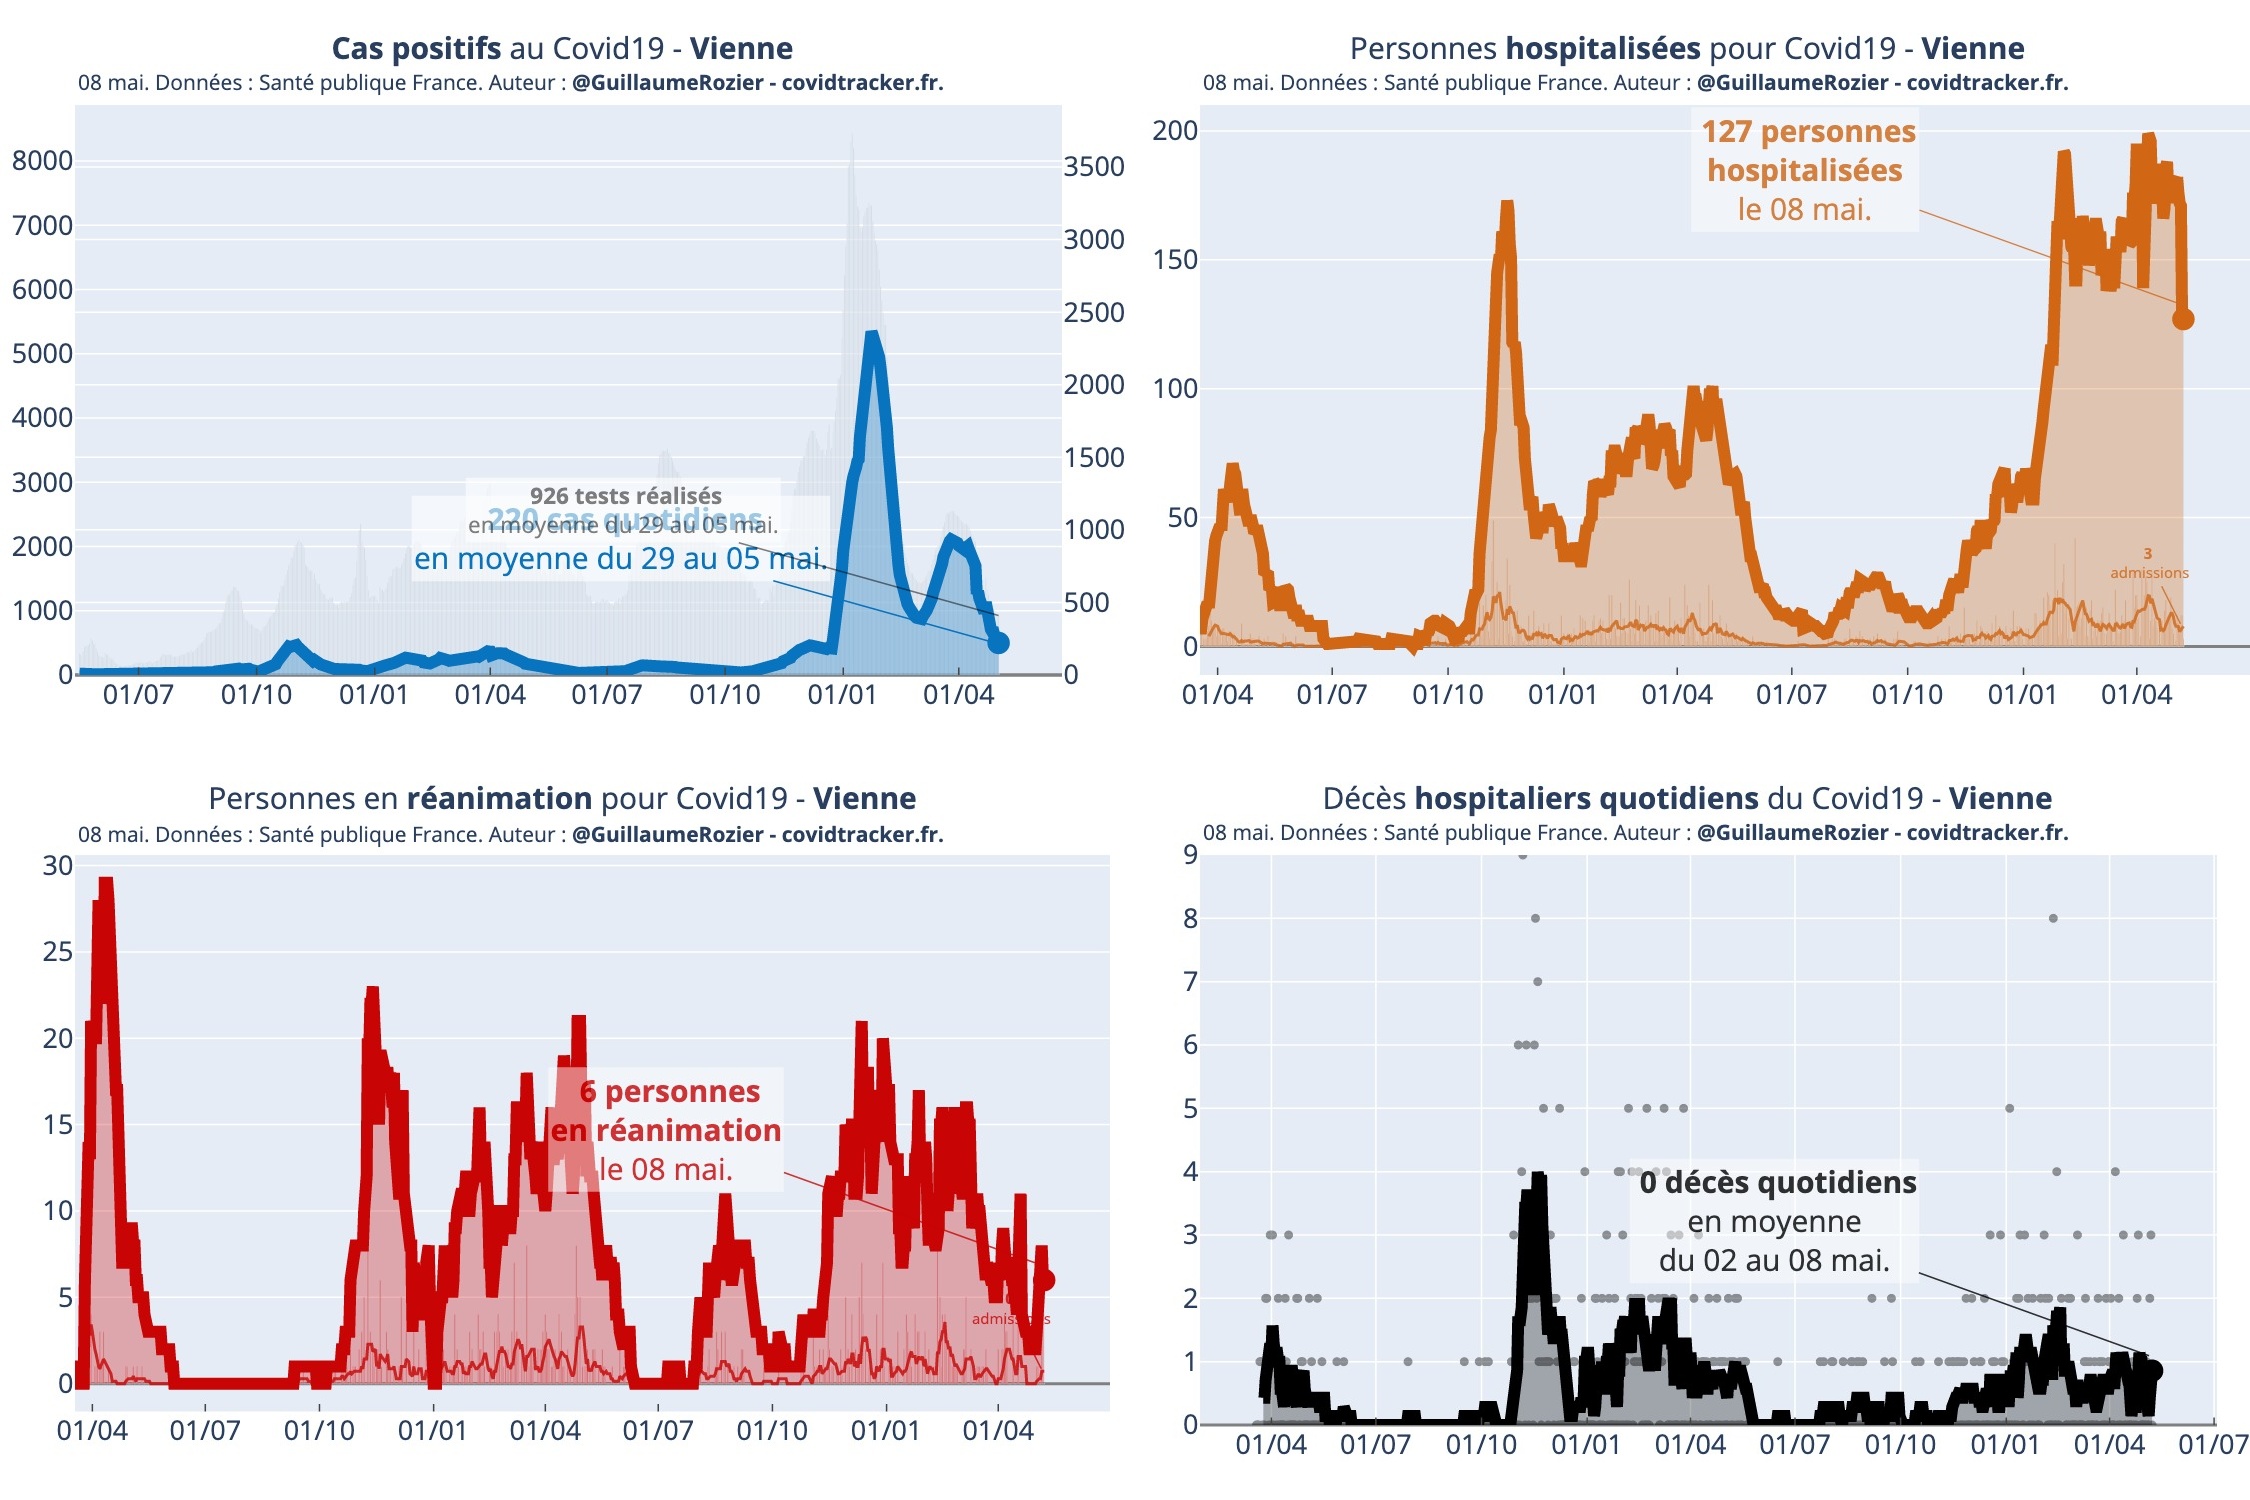 Cas positifs au Covid19 - Vienne
08 mai. Données : Santé publique France. Auteur : @GuillaumeRozier - covidtracker.fr.
8000
7000
6000
5000
4000
3000
2000
1000
0
3500
3000
2500
2000
1500
1000
500
0
926 tests réalisés
en moyenne du 29 au 05 mai.
220 cas quotidiens
en moyenne du 29 au 05 mai.
01/07 01/10 01/01 01/04 01/07 01/10 01/01 01/04
Personnes hospitalisées pour Covid19 - Vienne
08 mai. Données : Santé publique France. Auteur : @GuillaumeRozier - covidtracker.fr.
200
150
100
50
0
127 personnes
hospitalisées
le 08 mai.
3
admissions
01/04 01/07 01/10 01/01 01/04 01/07 01/10 01/01 01/04
Personnes en réanimation pour Covid19 - Vienne
08 mai. Données : Santé publique France. Auteur : @GuillaumeRozier - covidtracker.fr.
30
25
20
15
10
5
0
6 personnes
en réanimation
le 08 mai.
admissions
01/04 01/07 01/10 01/01 01/04 01/07 01/10 01/01 01/04
Décès hospitaliers quotidiens du Covid19 - Vienne
08 mai. Données : Santé publique France. Auteur : @GuillaumeRozier - covidtracker.fr.
9
8
7
6
5
4
3
2
1
0
0 décès quotidiens
en moyenne
du 02 au 08 mai.
01/04 01/07 01/10 01/01 01/04 01/07 01/10 01/01 01/04 01/07